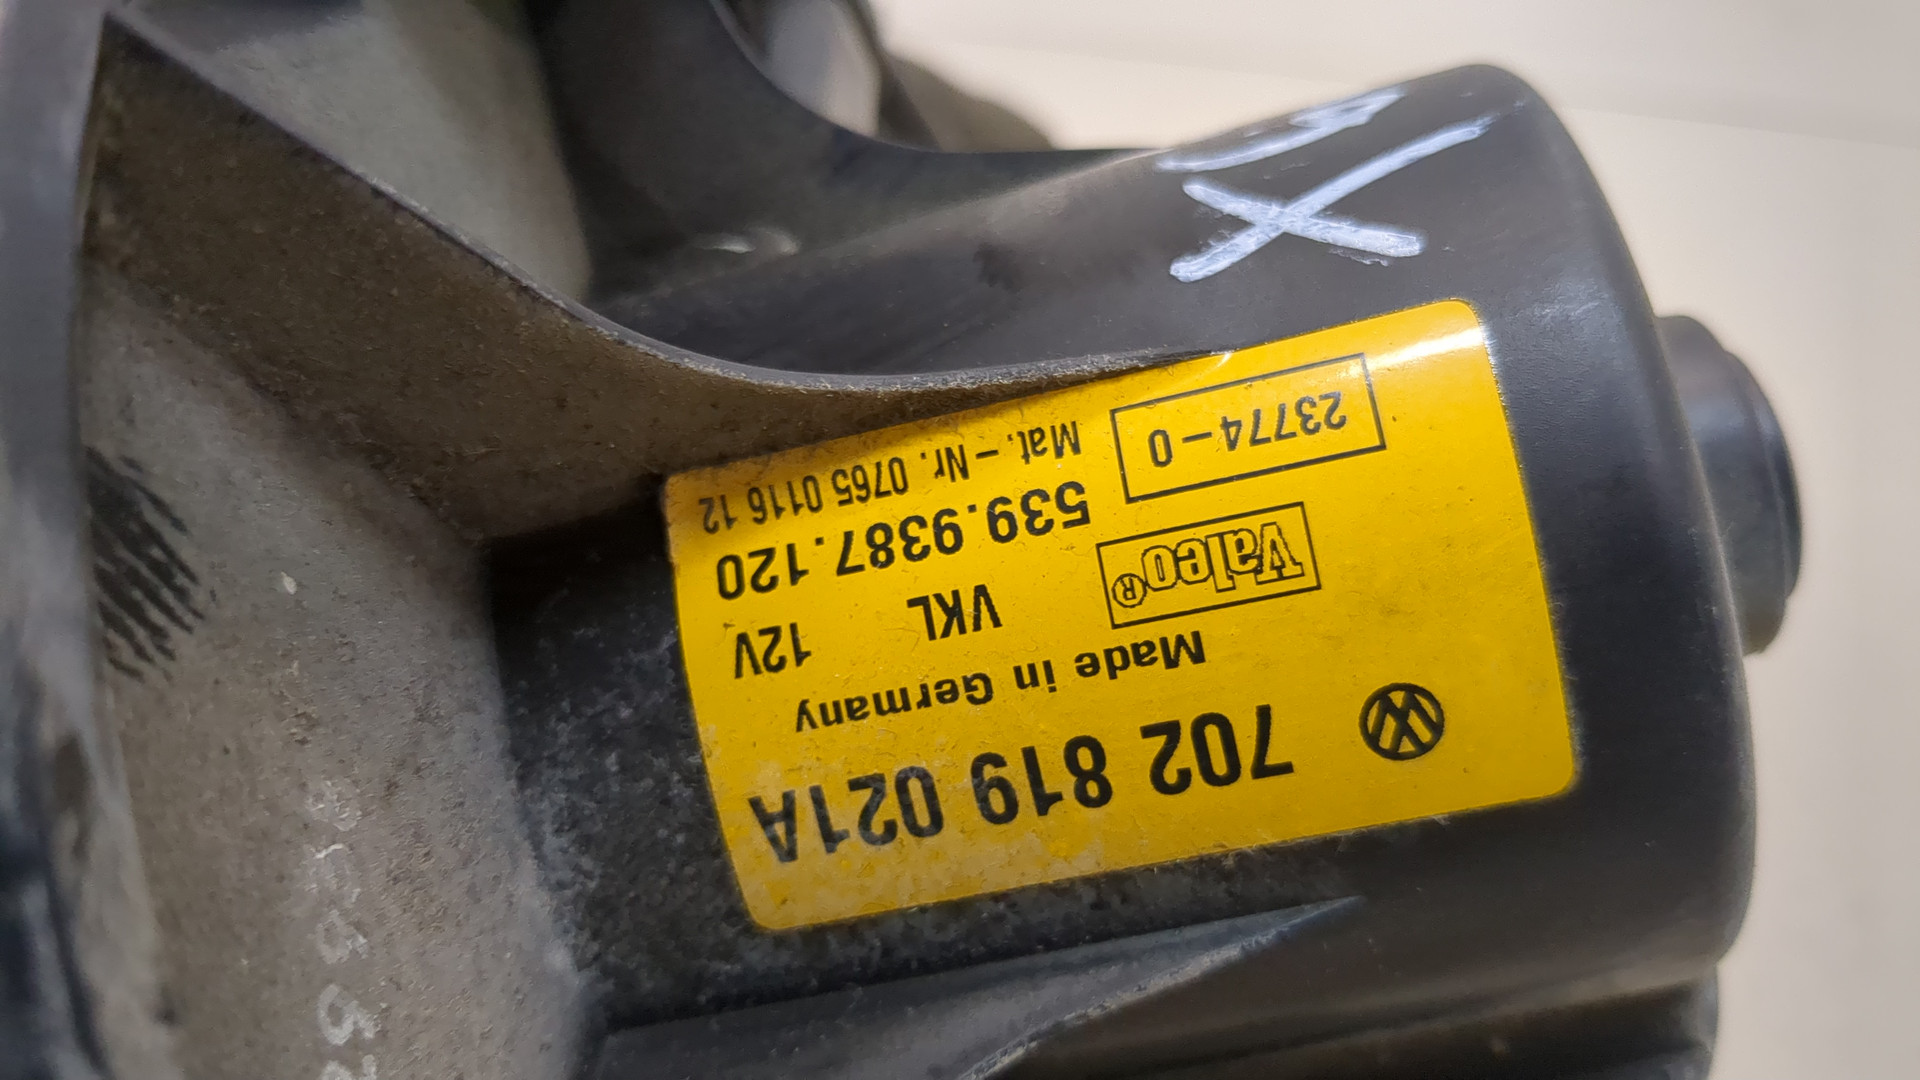 702 819 021A
Made in Germany
Valeo® VKL 12V
539.9387.120
23774-0 Mat.-Nr. 0765 0116 12